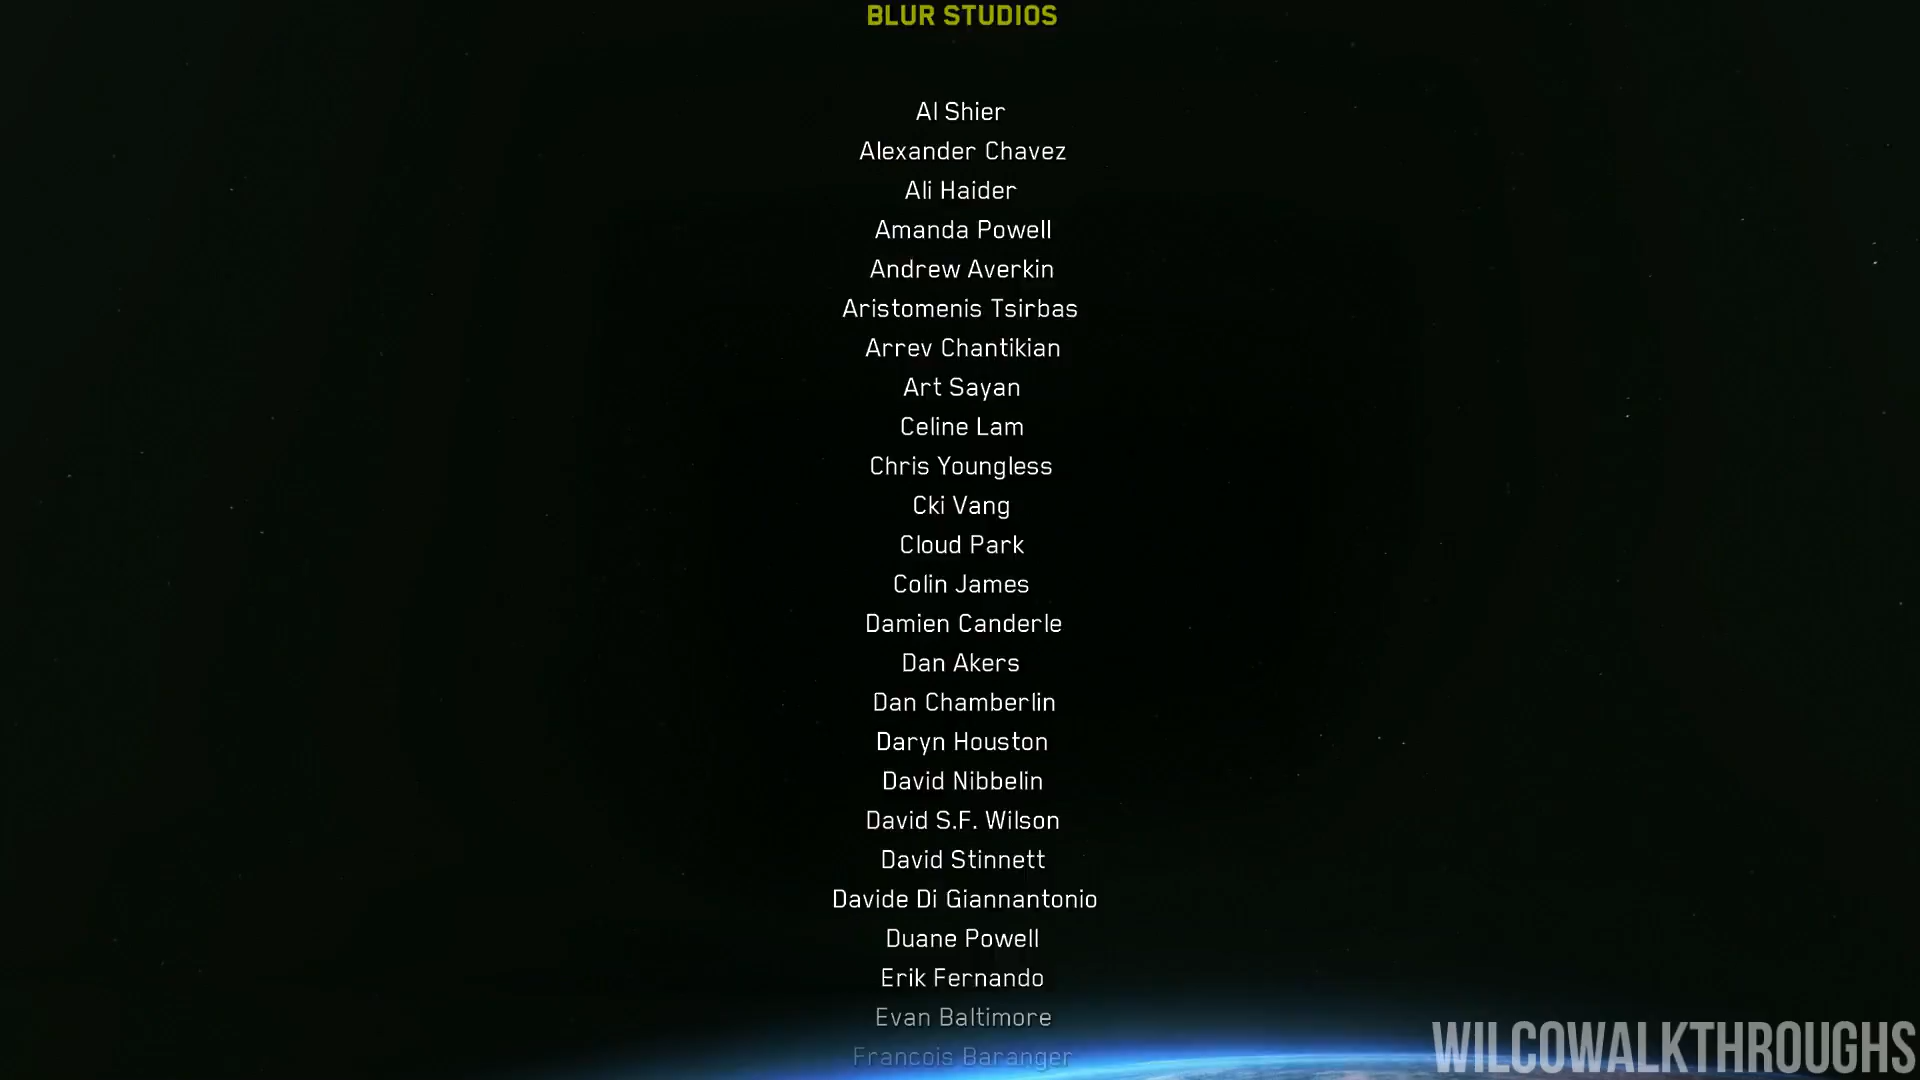 BLUR STUDIOS
Al Shier
Alexander Chavez
Ali Haider
Amanda Powell
Andrew Averkin
Aristomenis Tsirbas
Arrev Chantikian
Art Sayan
Celine Lam
Chris Youngless
Cki Vang
Cloud Park
Colin James
Damien Canderle
Dan Akers
Dan Chamberlin
Daryn Houston
David Nibbelin
David S.F. Wilson
David Stinnett
Davide Di Giannantonio
Duane Powell
Erik Fernando
Evan Baltimore
Francois Baranger
WILCOWALKTHROUGHS